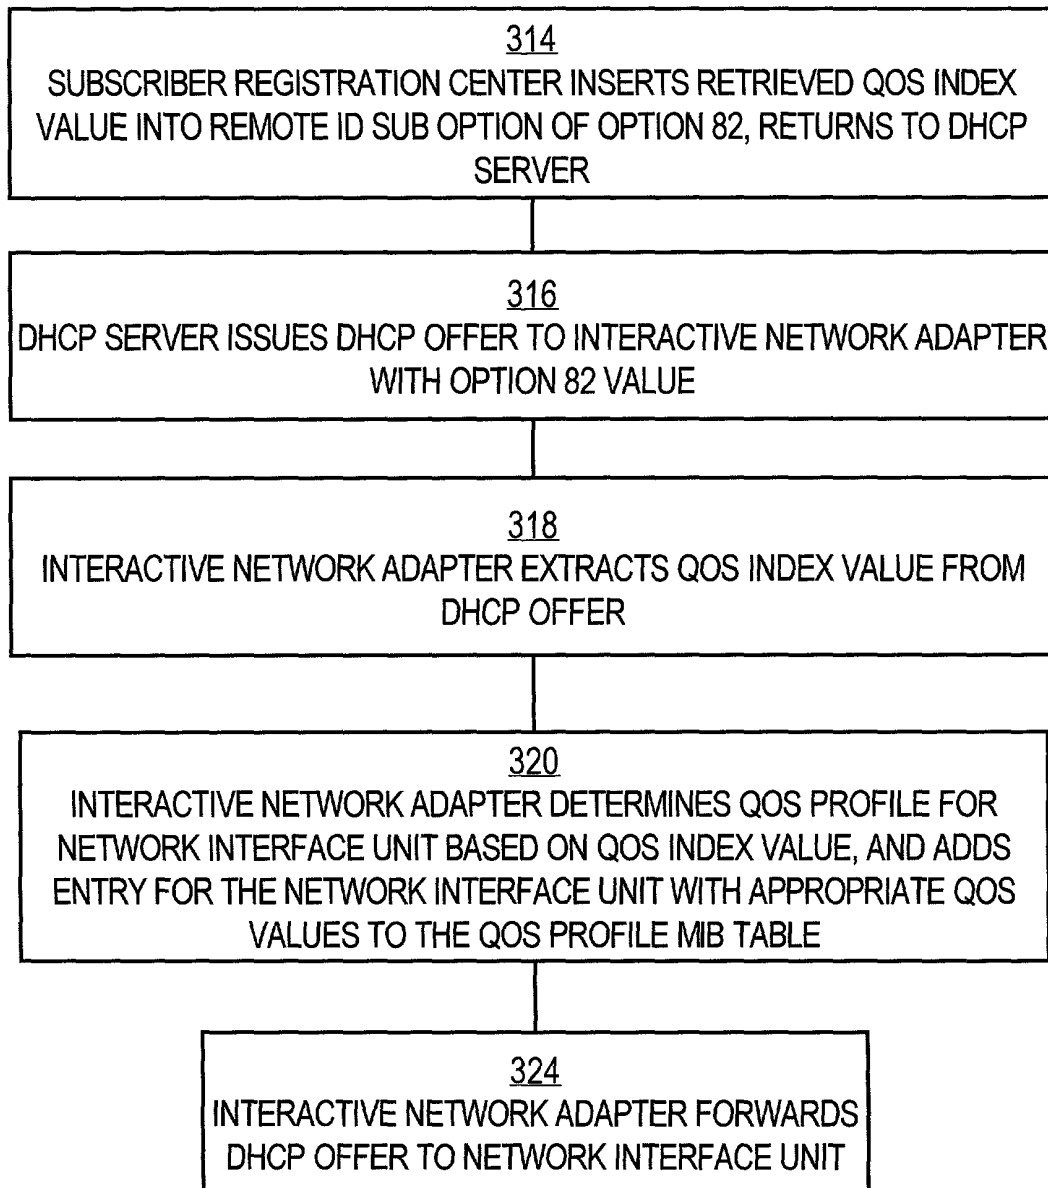 314
SUBSCRIBER REGISTRATION CENTER INSERTS RETRIEVED QOS INDEX
VALUE INTO REMOTE ID SUB OPTION OF OPTION 82, RETURNS TO DHCP
SERVER
316
DHCP SERVER ISSUES DHCP OFFER TO INTERACTIVE NETWORK ADAPTER
WITH OPTION 82 VALUE
318
INTERACTIVE NETWORK ADAPTER EXTRACTS QOS INDEX VALUE FROM
DHCP OFFER
320
INTERACTIVE NETWORK ADAPTER DETERMINES QOS PROFILE FOR
NETWORK INTERFACE UNIT BASED ON QOS INDEX VALUE, AND ADDS
ENTRY FOR THE NETWORK INTERFACE UNIT WITH APPROPRIATE QOS
VALUES TO THE QOS PROFILE MIB TABLE
324
INTERACTIVE NETWORK ADAPTER FORWARDS
DHCP OFFER TO NETWORK INTERFACE UNIT